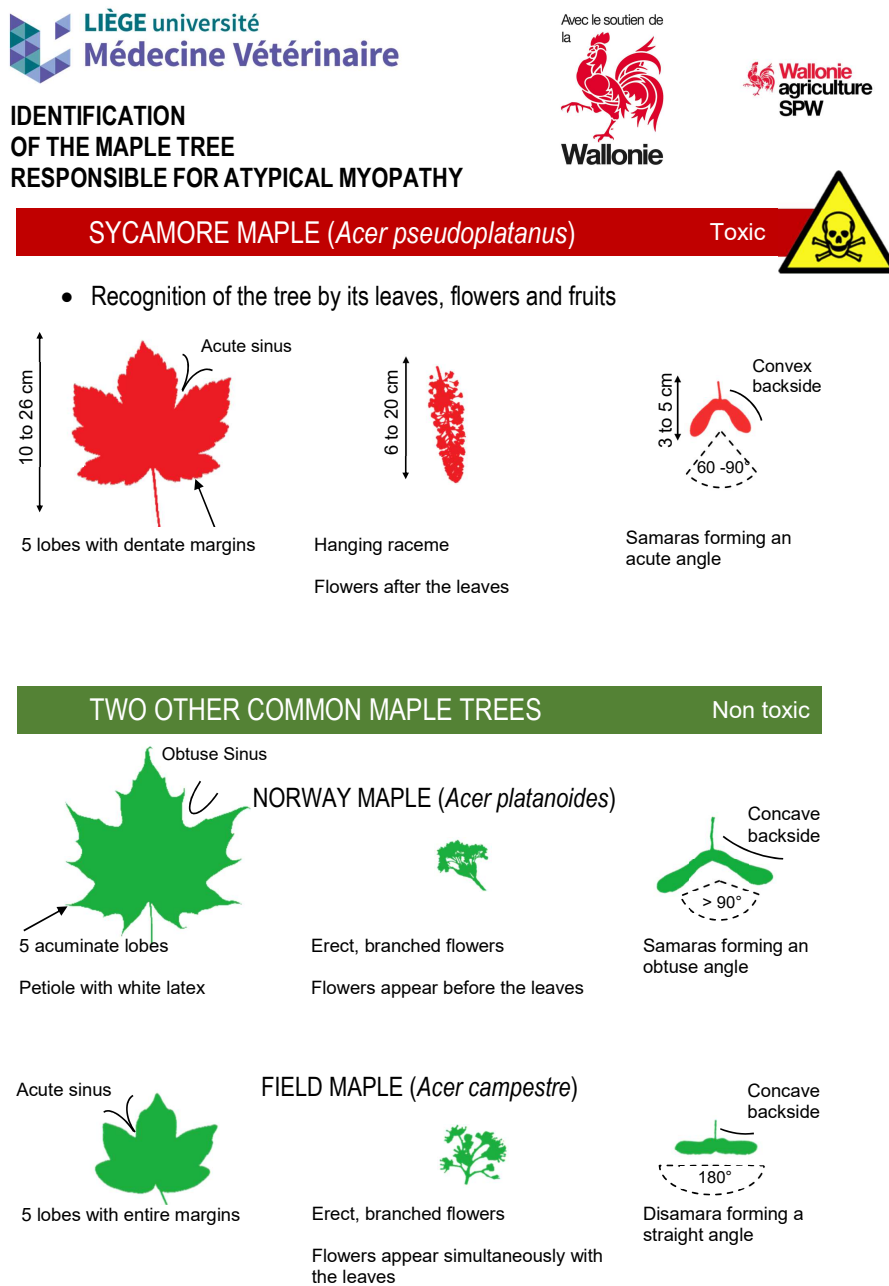 LIÈGE université
Médecine Vétérinaire
Avec le soutien de
la
Wallonie
Wallonie
agriculture
SPW
IDENTIFICATION
OF THE MAPLE TREE
RESPONSIBLE FOR ATYPICAL MYOPATHY
SYCAMORE MAPLE (Acer pseudoplatanus) Toxic
• Recognition of the tree by its leaves, flowers and fruits
10 to 26 cm
Acute sinus
5 lobes with dentate margins
6 to 20 cm
Hanging raceme
Flowers after the leaves
3 to 5 cm
Convex
backside
60 -90°
Samaras forming an
acute angle
TWO OTHER COMMON MAPLE TREES Non toxic
NORWAY MAPLE (Acer platanoides)
Obtuse Sinus
5 acuminate lobes
Petiole with white latex
Erect, branched flowers
Flowers appear before the leaves
Concave
backside
> 90°
Samaras forming an
obtuse angle
FIELD MAPLE (Acer campestre)
Acute sinus
5 lobes with entire margins
Erect, branched flowers
Flowers appear simultaneously with
the leaves
Concave
backside
180°
Disamara forming a
straight angle